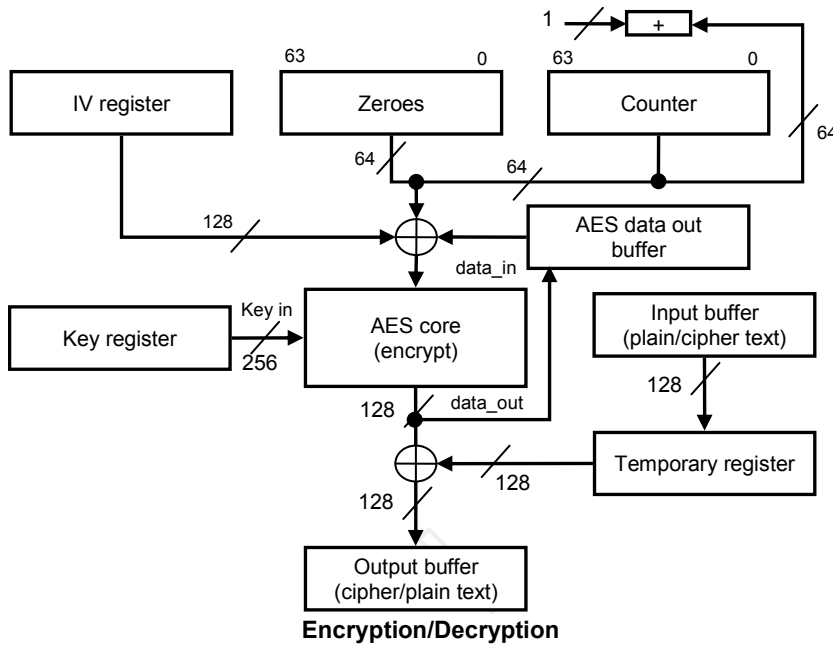 1
+
63
0
63
0
IV register
Zeroes
Counter
64
64
64
128
AES data out
buffer
data_in
Key in
Key register
256
AES core
(encrypt)
Input buffer
(plain/cipher text)
128
128
data_out
128
Temporary register
128
Output buffer
(cipher/plain text)
Encryption/Decryption